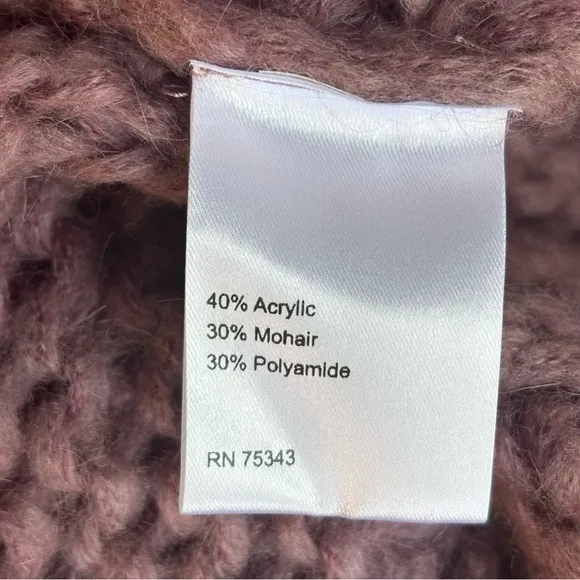 40% Acrylic
30% Mohair
30% Polyamide
RN 75343